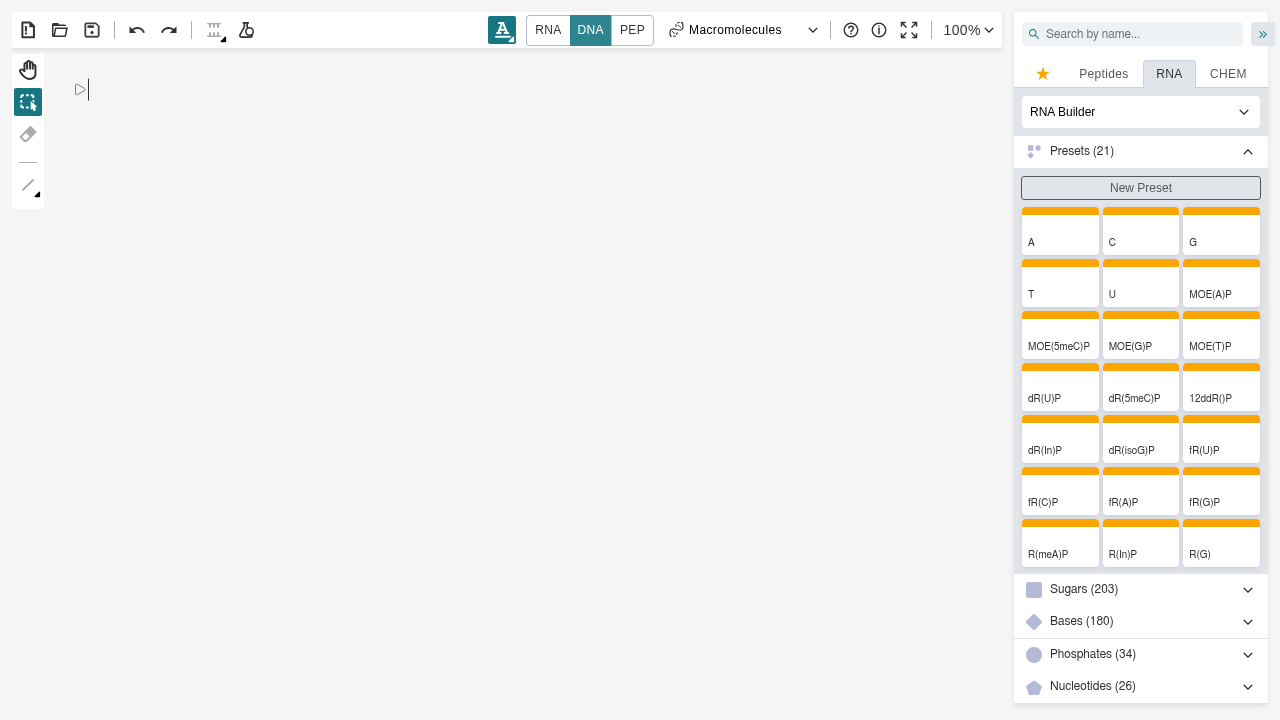 A RNA DNA PEP Macromolecules 100%
Search by name...
Peptides RNA CHEM
RNA Builder
Presets (21)
New Preset
A C G
T U MOE(A)P
MOE(5meC)P MOE(G)P MOE(T)P
dR(U)P dR(5meC)P 12ddR()P
dR(In)P dR(isoG)P fR(U)P
fR(C)P fR(A)P fR(G)P
R(meA)P R(In)P R(G)
Sugars (203)
Bases (180)
Phosphates (34)
Nucleotides (26)